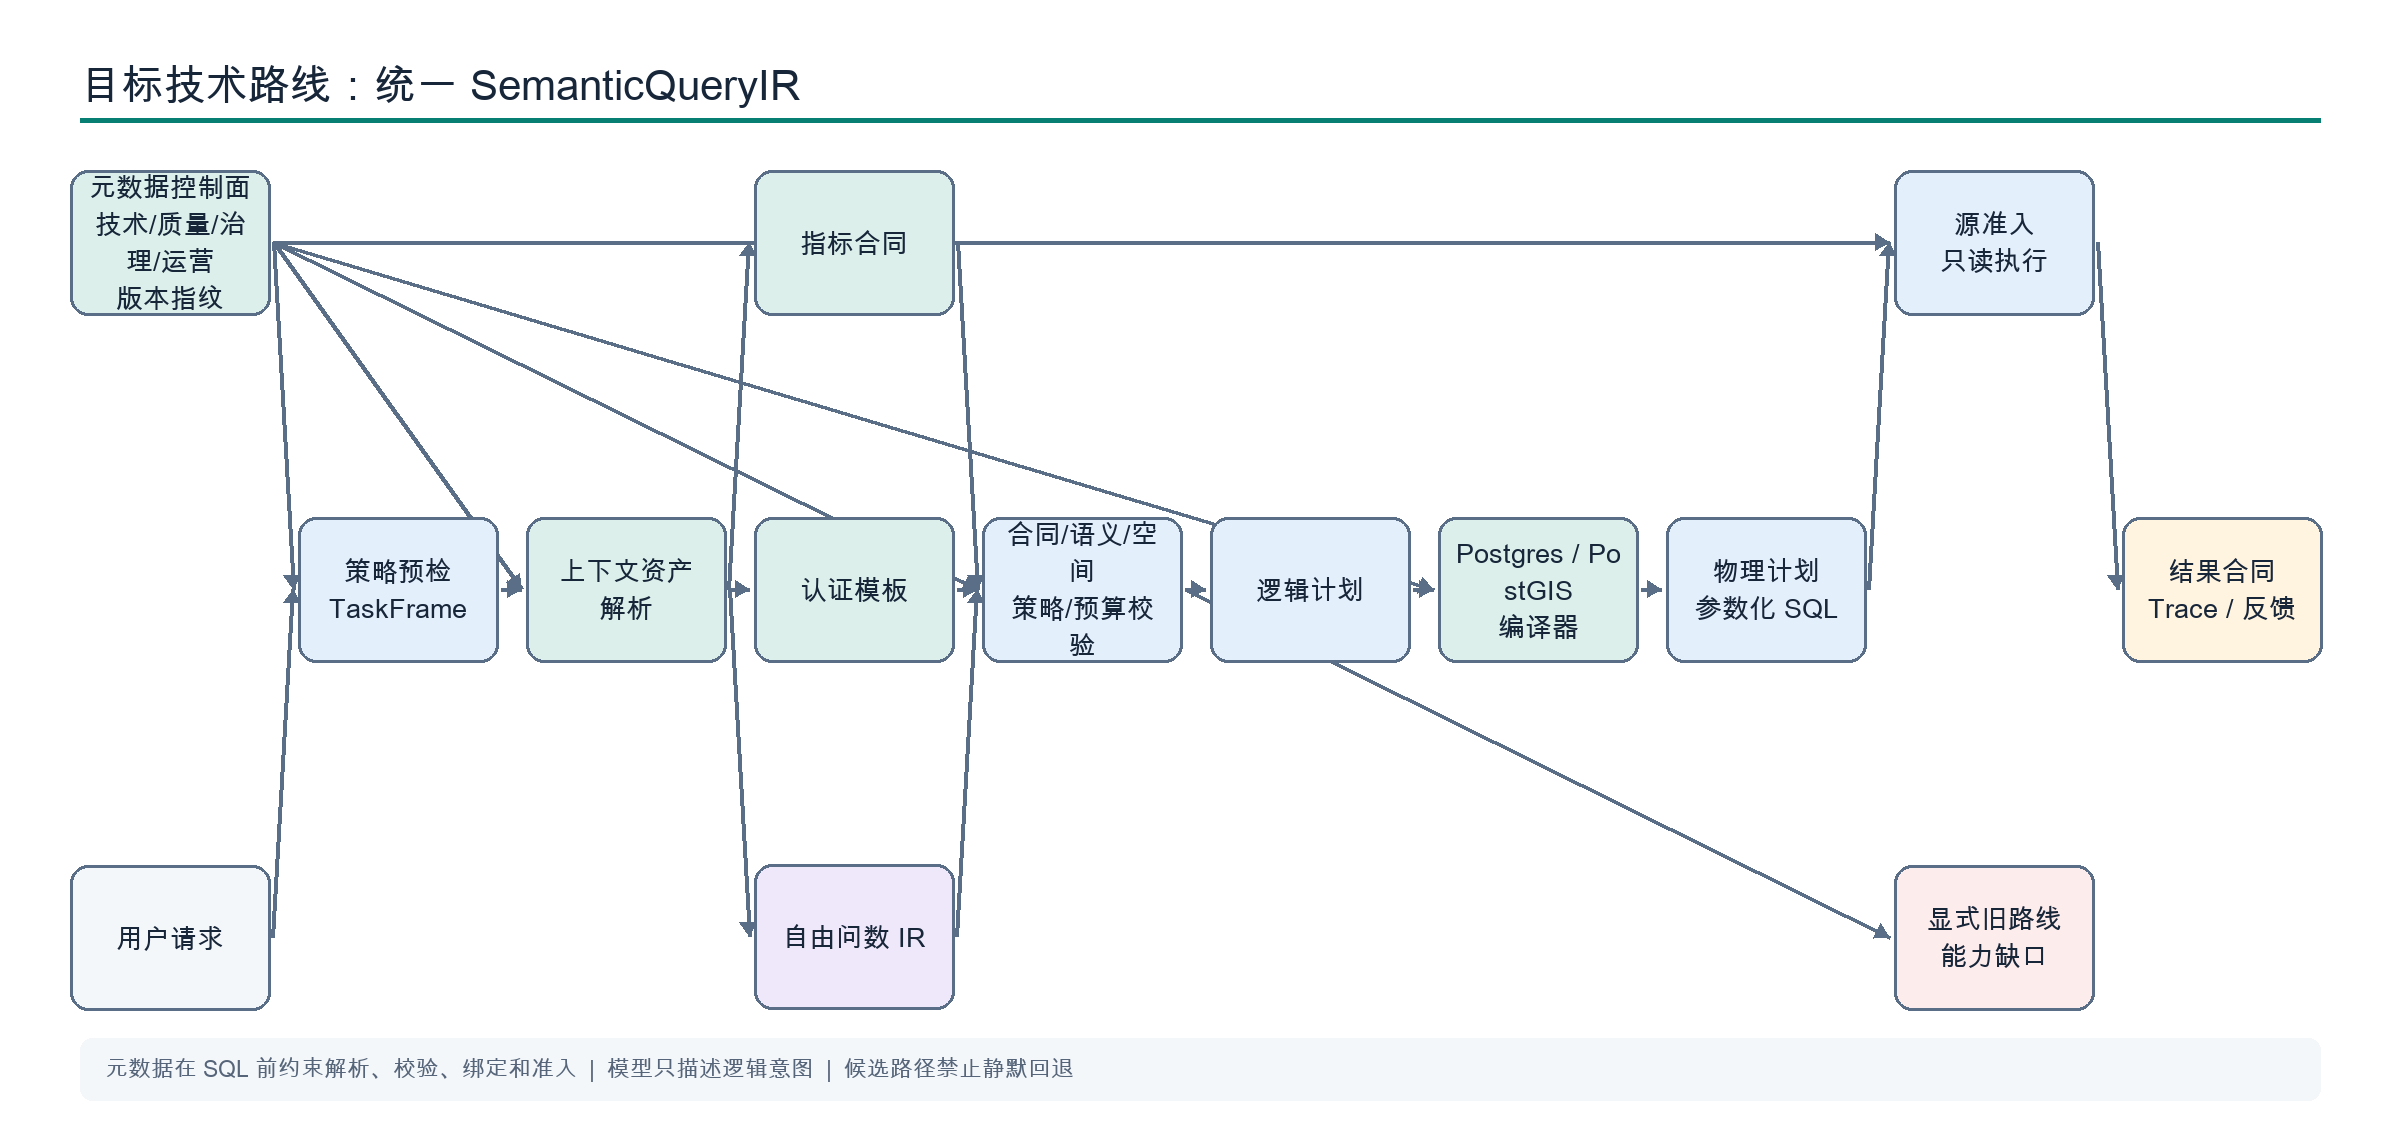 目标技术路线：统一 SemanticQueryIR
元数据控制面
技术/质量/治
理/运营
版本指纹
指标合同
源准入
只读执行
策略预检
TaskFrame
上下文资产
解析
认证模板
合同/语义/空
间
策略/预算校
验
逻辑计划
Postgres / Po
stGIS
编译器
物理计划
参数化 SQL
结果合同
Trace / 反馈
用户请求
自由问数 IR
显式旧路线
能力缺口
元数据在 SQL 前约束解析、校验、绑定和准入 | 模型只描述逻辑意图 | 候选路径禁止静默回退